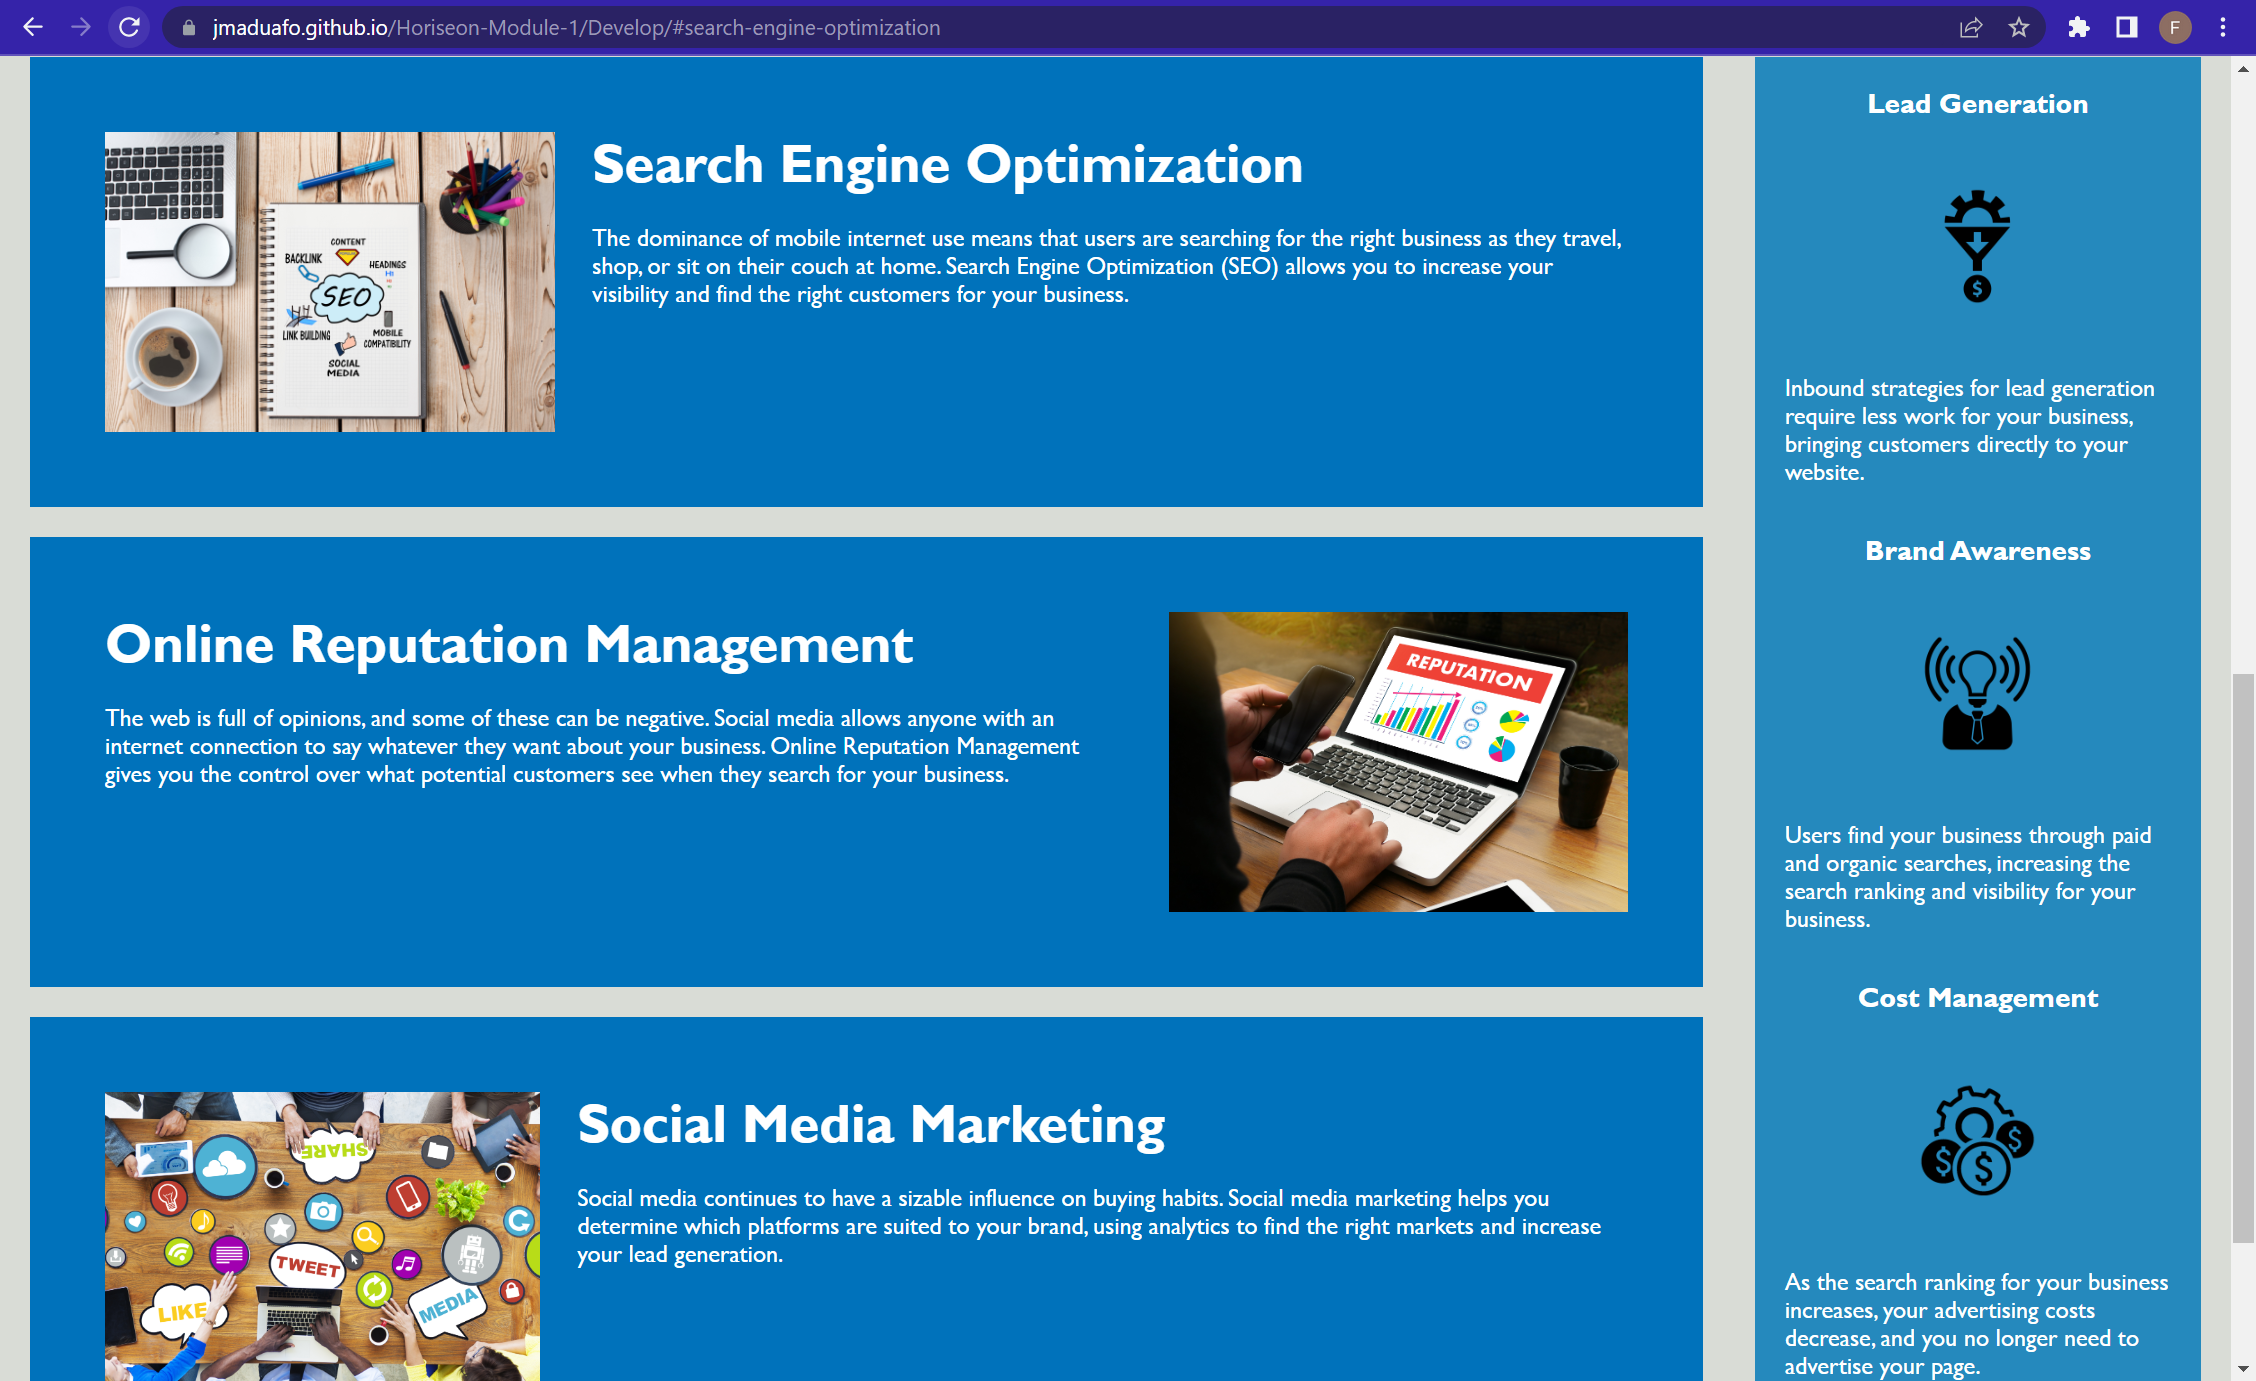 jmaduafo.github.io/Horiseon-Module-1/Develop/#search-engine-optimization
F
Search Engine Optimization
The dominance of mobile internet use means that users are searching for the right business as they travel,
shop, or sit on their couch at home. Search Engine Optimization (SEO) allows you to increase your
visibility and find the right customers for your business.
CONTENT
BACKLINK
HEADINGS
H1
SEO
LINK BUILDING
MOBILE
COMPATIBILITY
SOCIAL
MEDIA
Online Reputation Management
The web is full of opinions, and some of these can be negative. Social media allows anyone with an
internet connection to say whatever they want about your business. Online Reputation Management
gives you the control over what potential customers see when they search for your business.
REPUTATION
Social Media Marketing
Social media continues to have a sizable influence on buying habits. Social media marketing helps you
determine which platforms are suited to your brand, using analytics to find the right markets and increase
your lead generation.
SHARE
TWEET
LIKE
MEDIA
Lead Generation
$
Inbound strategies for lead generation
require less work for your business,
bringing customers directly to your
website.
Brand Awareness
Users find your business through paid
and organic searches, increasing the
search ranking and visibility for your
business.
Cost Management
$
$
$
As the search ranking for your business
increases, your advertising costs
decrease, and you no longer need to
advertise your page.